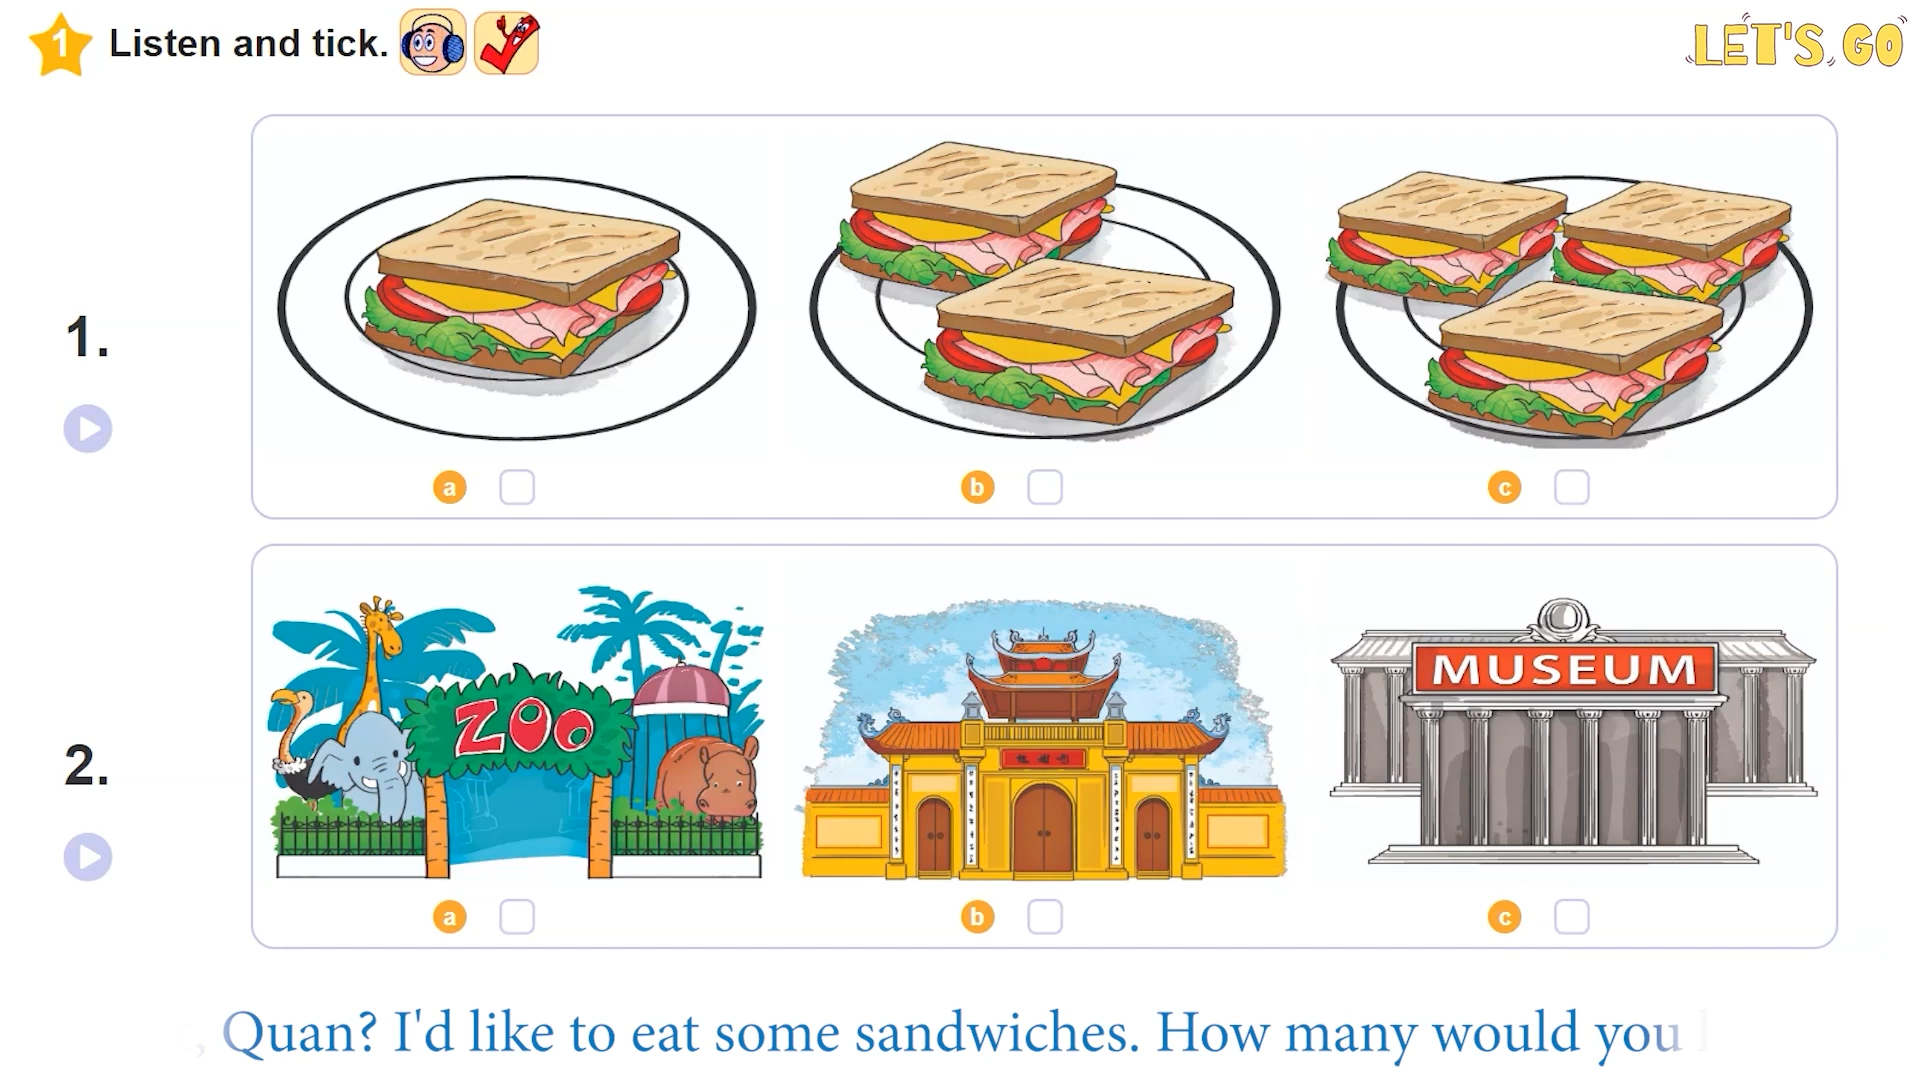 1 Listen and tick.
LET'S GO
1.
a b c
2.
ZOO
MUSEUM
a b c
, Quan? I'd like to eat some sandwiches. How many would you